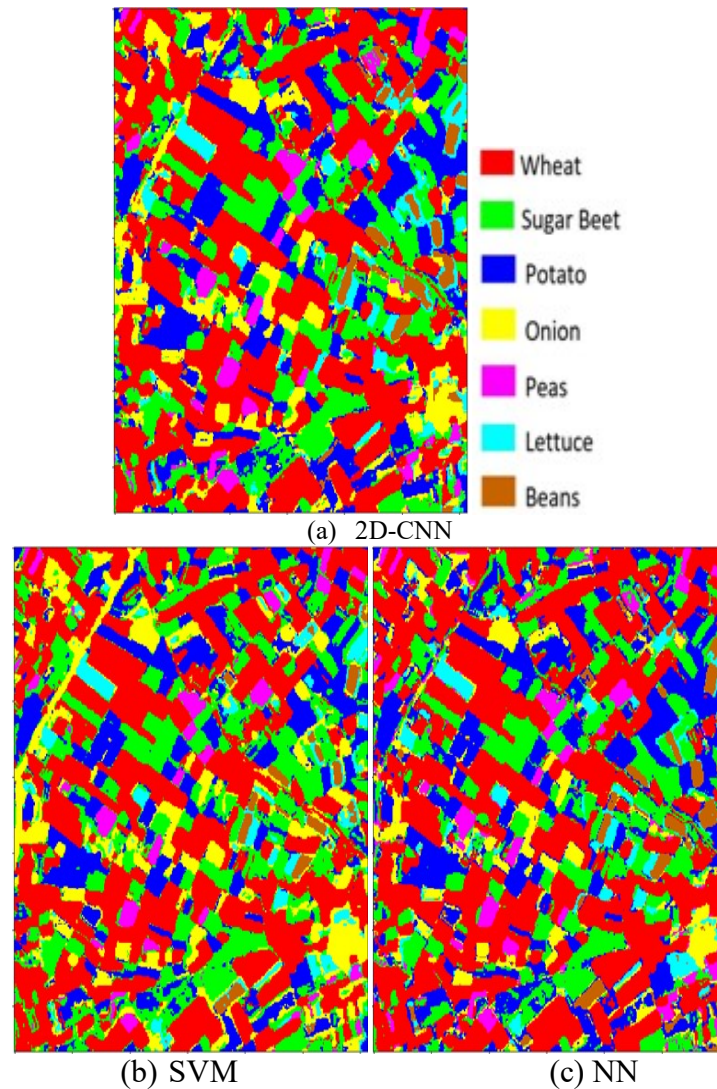 Wheat
Sugar Beet
Potato
Onion
Peas
Lettuce
Beans
(a) 2D-CNN
(b) SVM
(c) NN